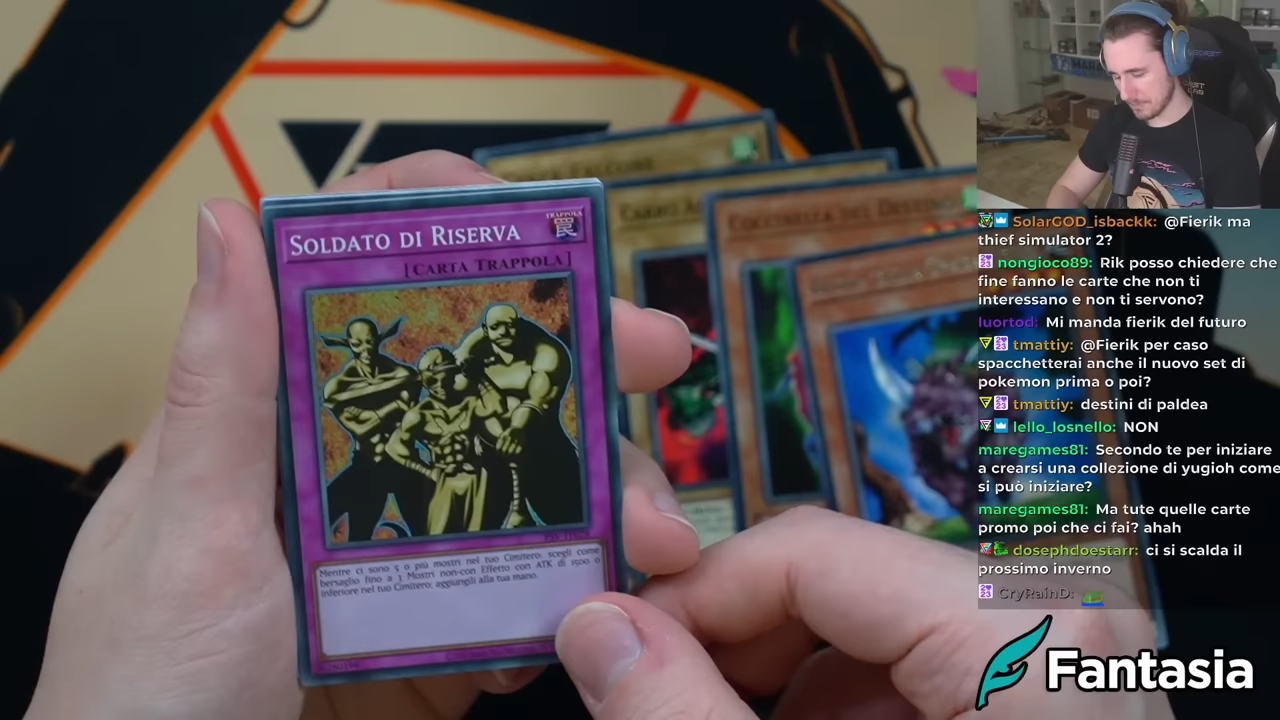 SOLDATO DI RISERVA
TRAPPOLA
[CARTA TRAPPOLA]
Mentre ci sono 5 o più mostri nel tuo Cimitero: scegli come
bersaglio fino a 3 Mostri non-con Effetto con ATK di 1500 o
inferiore nel tuo Cimitero; aggiungili alla tua mano.
COCCINELLA DEL
SolarGOD_isbackk: @Fierik ma
thief simulator 2?
nongioco89: Rik posso chiedere che
fine fanno le carte che non ti
interessano e non ti servono?
luortod: Mi manda fierik del futuro
tmattiy: @Fierik per caso
spacchetterai anche il nuovo set di
pokemon prima o poi?
tmattiy: destini di paldea
lello_losnello: NON
maregames81: Secondo te per iniziare
a crearsi una collezione di yugioh come
si può iniziare?
maregames81: Ma tute quelle carte
promo poi che ci fai? ahah
dosephdoestarr: ci si scalda il
prossimo inverno
CryRainD:
Fantasia